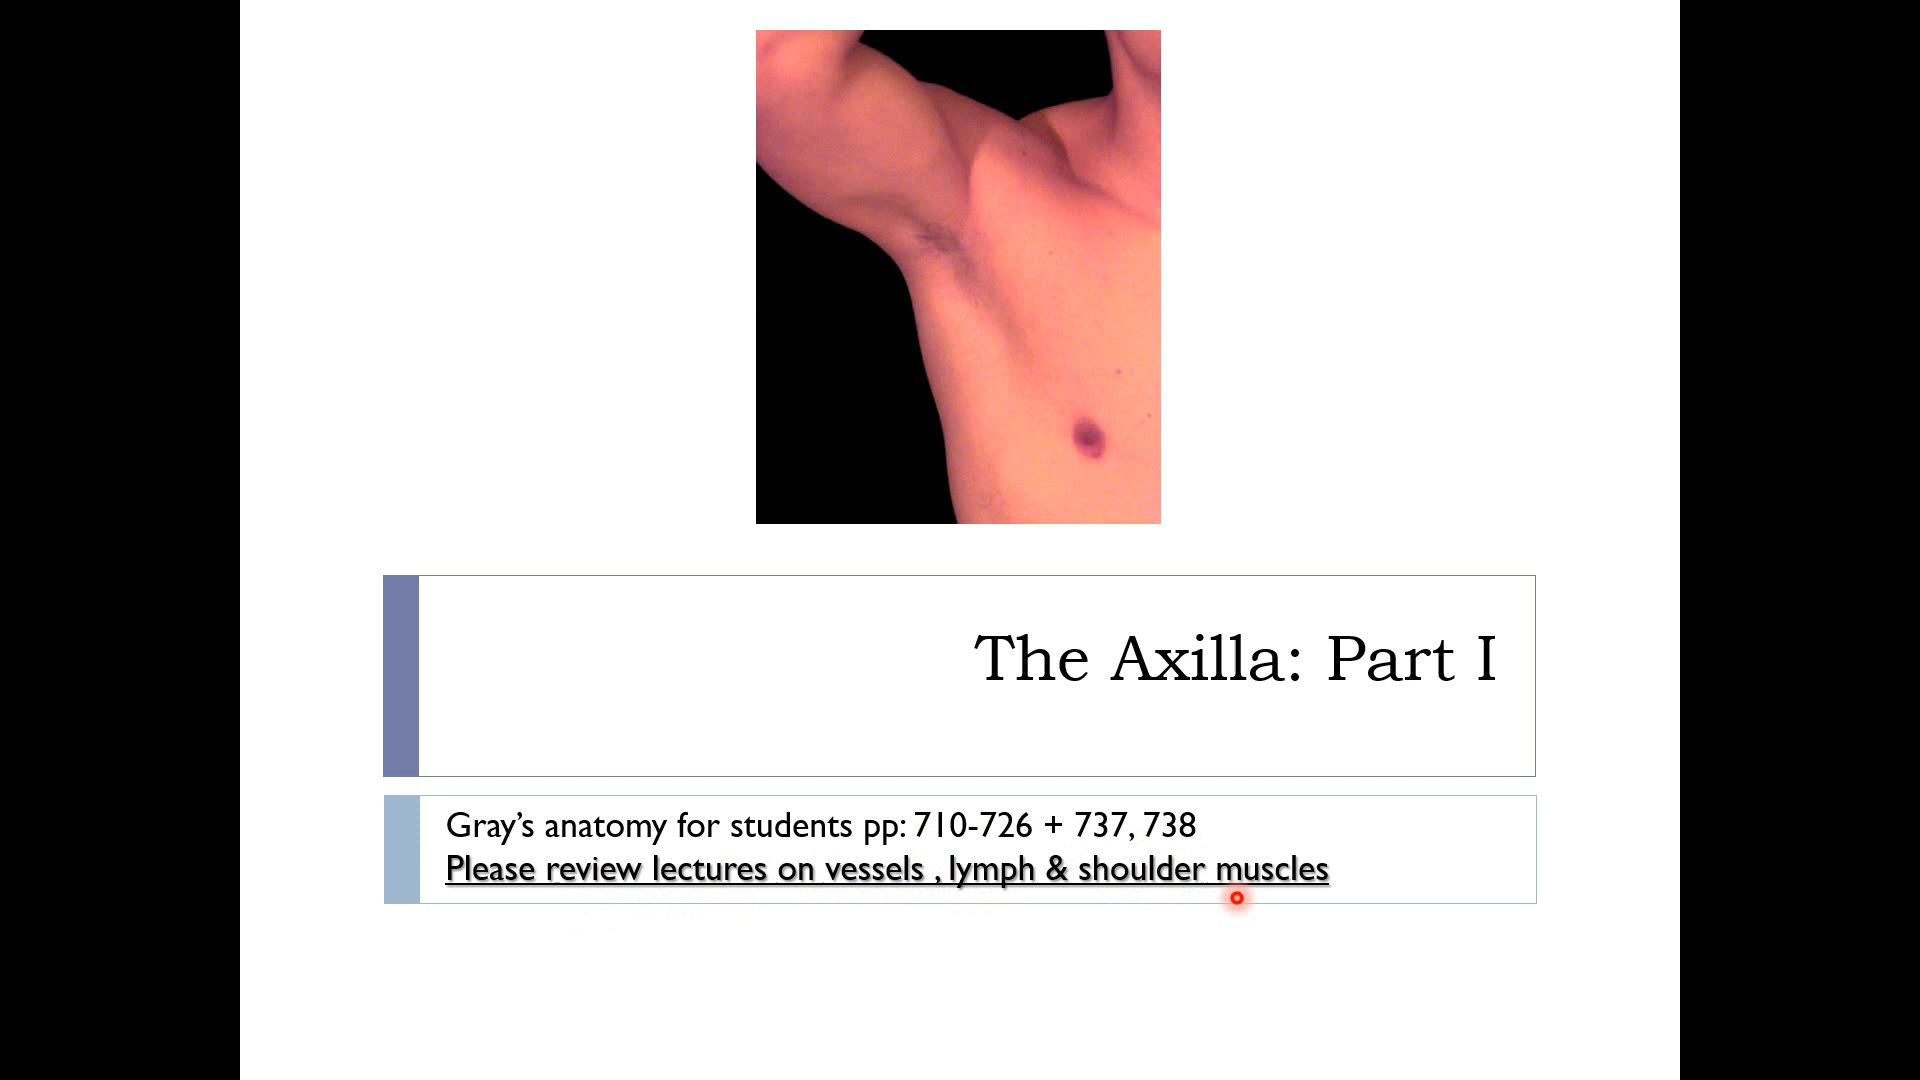 The Axilla: Part I
Gray’s anatomy for students pp: 710-726 + 737, 738
Please review lectures on vessels , lymph & shoulder muscles